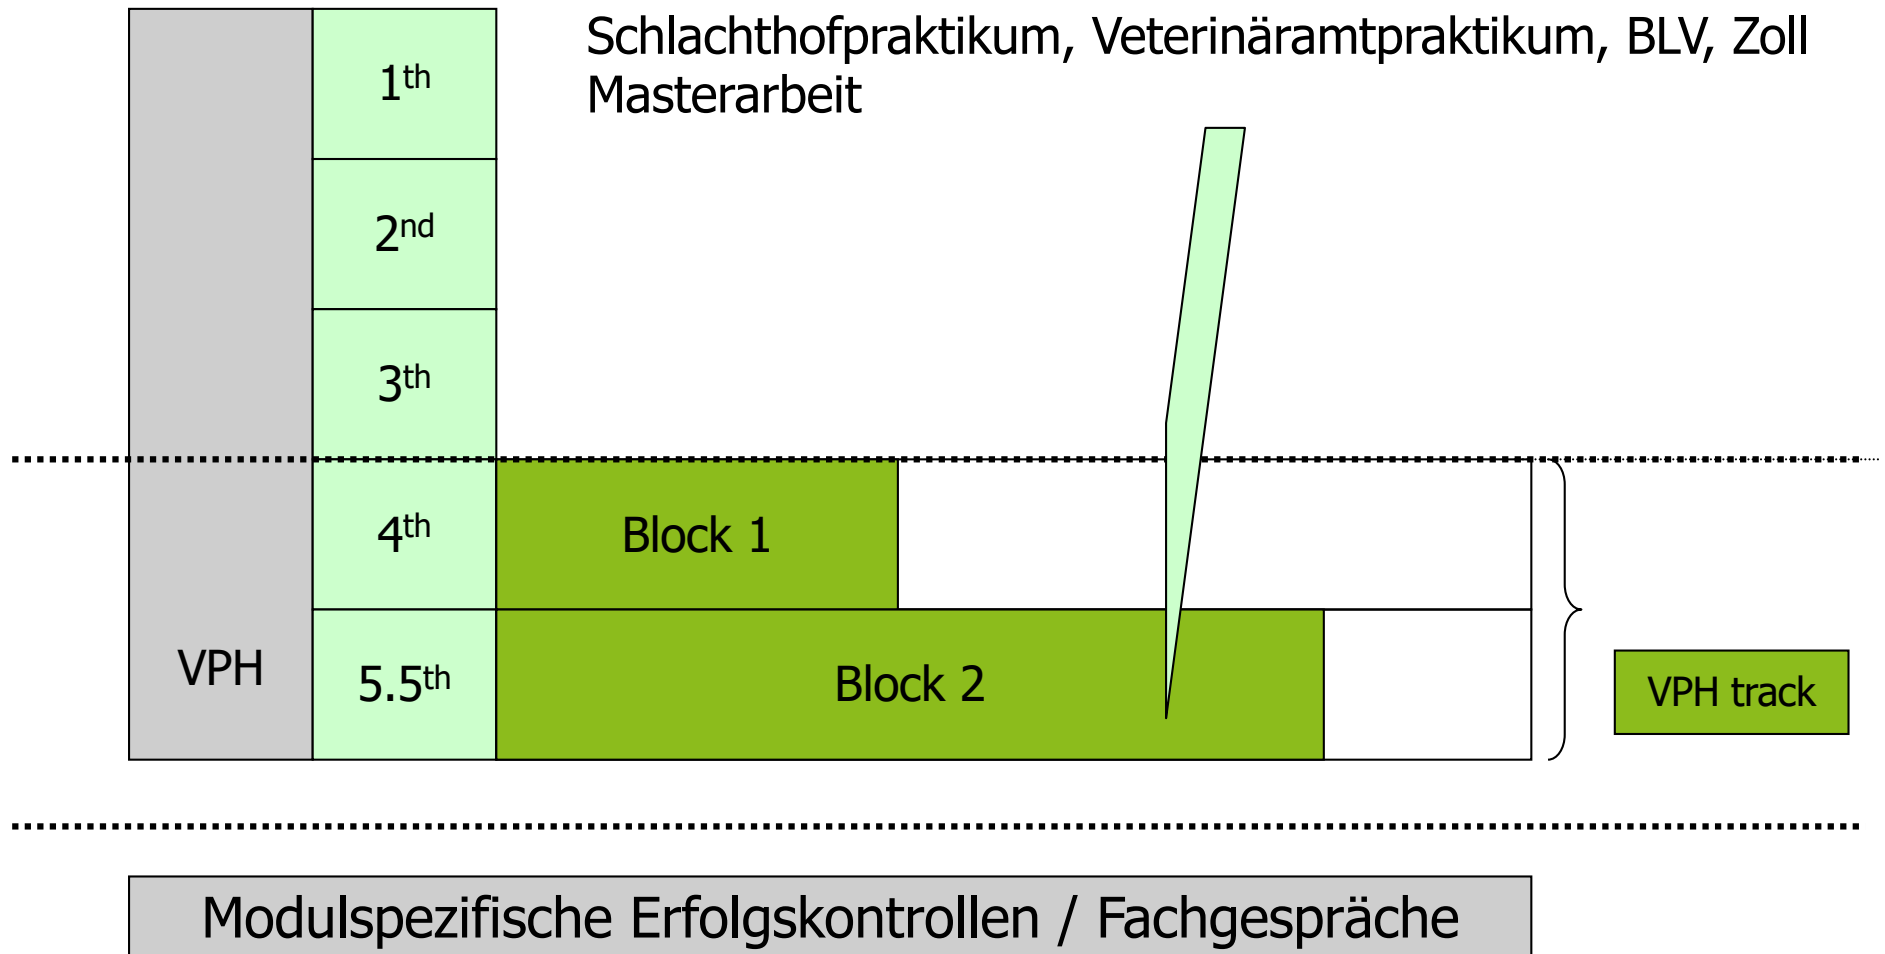 Schlachthofpraktikum, Veterinäramtpraktikum, BLV, Zoll
Masterarbeit
1th
2nd
3th
4th
Block 1
VPH
5.5th
Block 2
VPH track
Modulspezifische Erfolgskontrollen / Fachgespräche